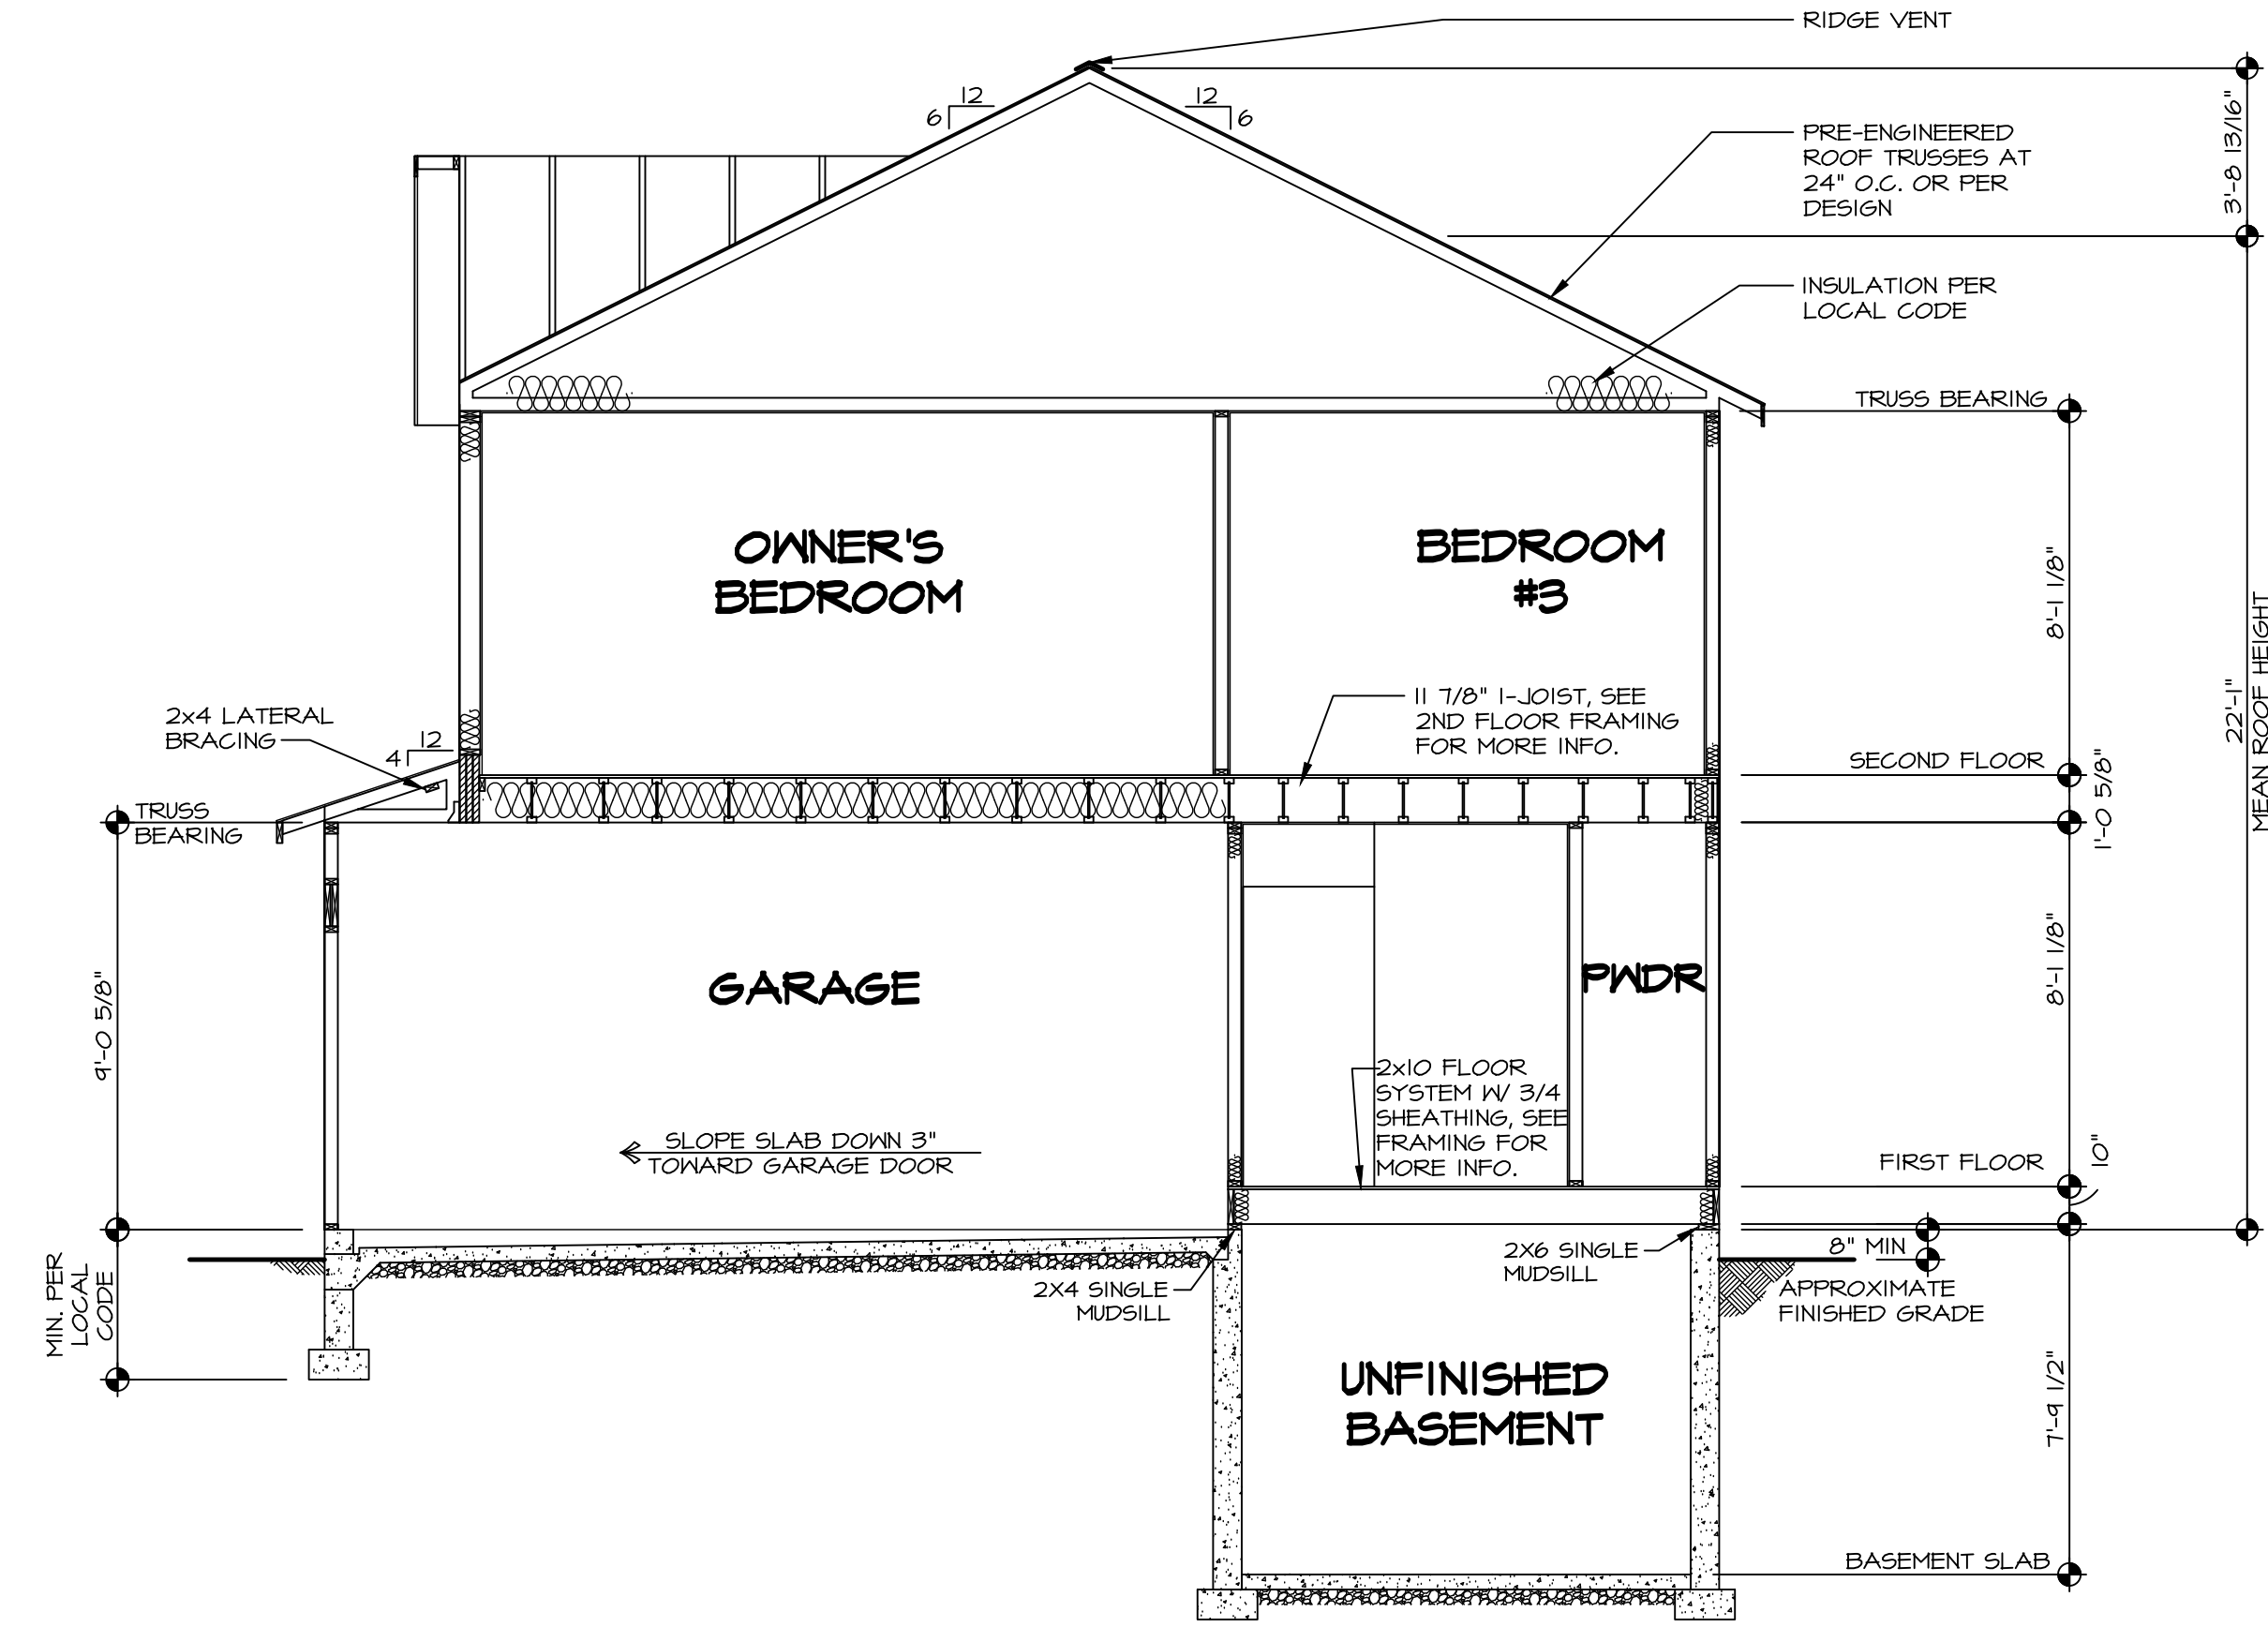 RIDGE VENT
12
6
12
6
3'-8 13/16"
PRE-ENGINEERED
ROOF TRUSSES AT
24" O.C. OR PER
DESIGN
INSULATION PER
LOCAL CODE
TRUSS BEARING
OWNER'S
BEDROOM
BEDROOM
#3
8'-1 1/8"
22'-1"
MEAN ROOF HEIGHT
11 7/8" I-JOIST, SEE
2ND FLOOR FRAMING
FOR MORE INFO.
2x4 LATERAL
BRACING
12
4
SECOND FLOOR
1'-0 5/8"
TRUSS
BEARING
9'-0 5/8"
GARAGE
PWDR
8'-1 1/8"
2x10 FLOOR
SYSTEM W/ 3/4
SHEATHING, SEE
FRAMING FOR
MORE INFO.
SLOPE SLAB DOWN 3"
TOWARD GARAGE DOOR
FIRST FLOOR
10"
8" MIN
2X6 SINGLE
MUDSILL
2X4 SINGLE
MUDSILL
APPROXIMATE
FINISHED GRADE
MIN. PER
LOCAL
CODE
UNFINISHED
BASEMENT
7'-9 1/2"
BASEMENT SLAB